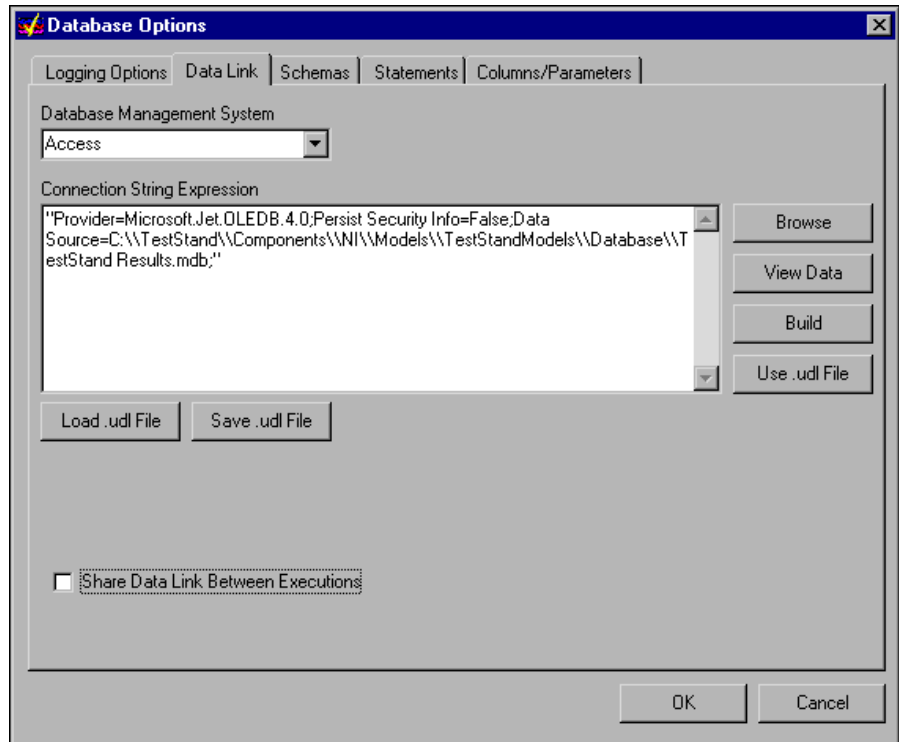 Database Options
Logging Options Data Link Schemas Statements Columns/Parameters
Database Management System
Access
Connection String Expression
"Provider=Microsoft.Jet.OLEDB.4.0;Persist Security Info=False;Data
Source=C:\\TestStand\\Components\\NI\\Models\\TestStandModels\\Database\\T
estStand Results.mdb;"
Browse
View Data
Build
Use .udl File
Load .udl File Save .udl File
Share Data Link Between Executions
OK Cancel